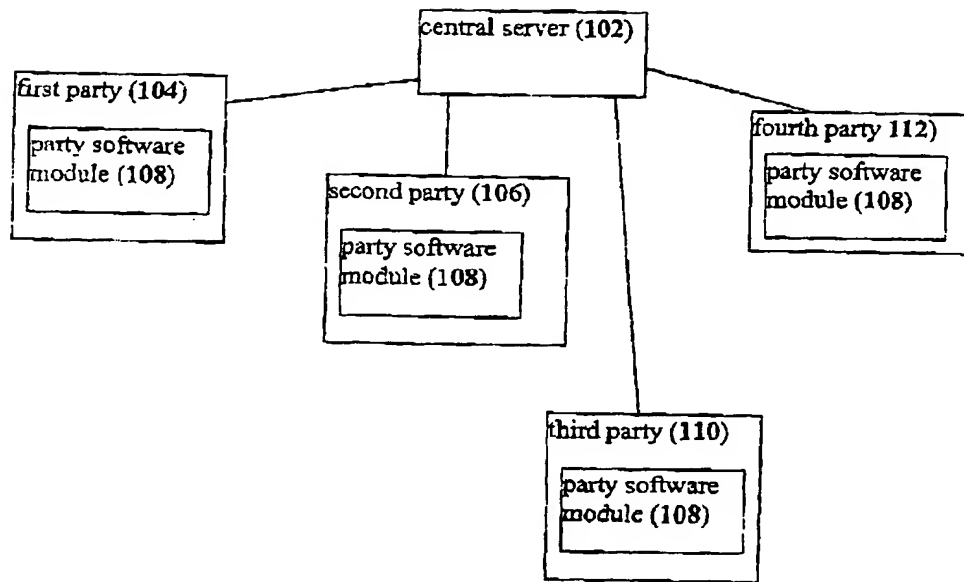 central server (102)
first party (104)
party software
module (108)
second party (106)
party software
module (108)
fourth party 112)
party software
module (108)
third party (110)
party software
module (108)